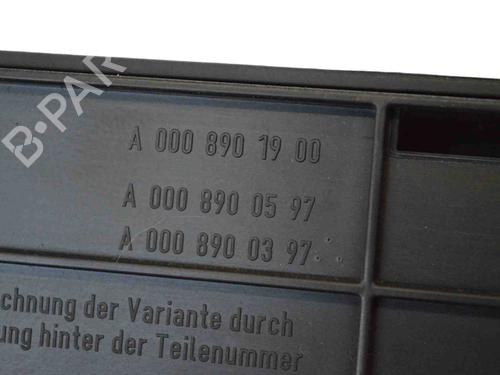 B-PAR
A 000 890 19 00
A 000 890 05 97
A 000 890 03 97
chnung der Variante durch
ung hinter der Teilenummer